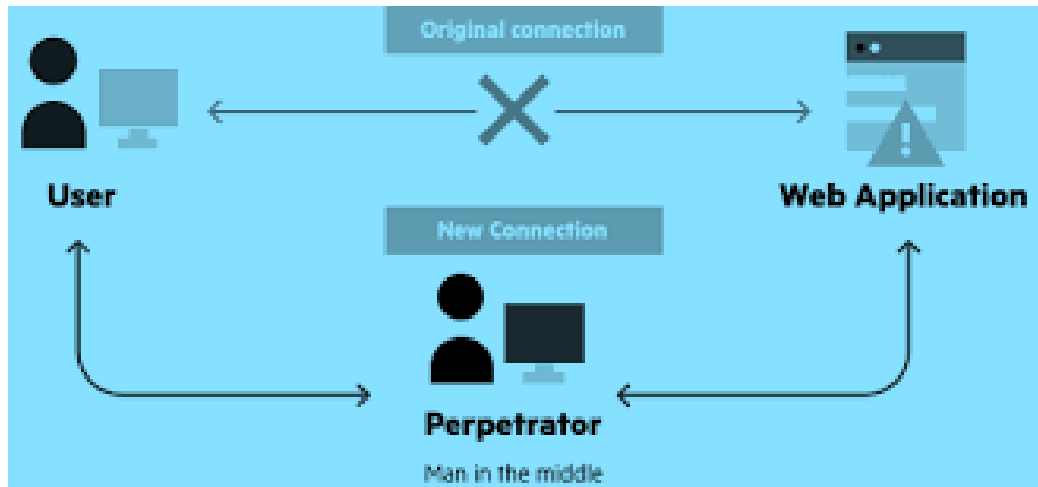 Original connection
User
Web Application
New Connection
Perpetrator
Man in the middle